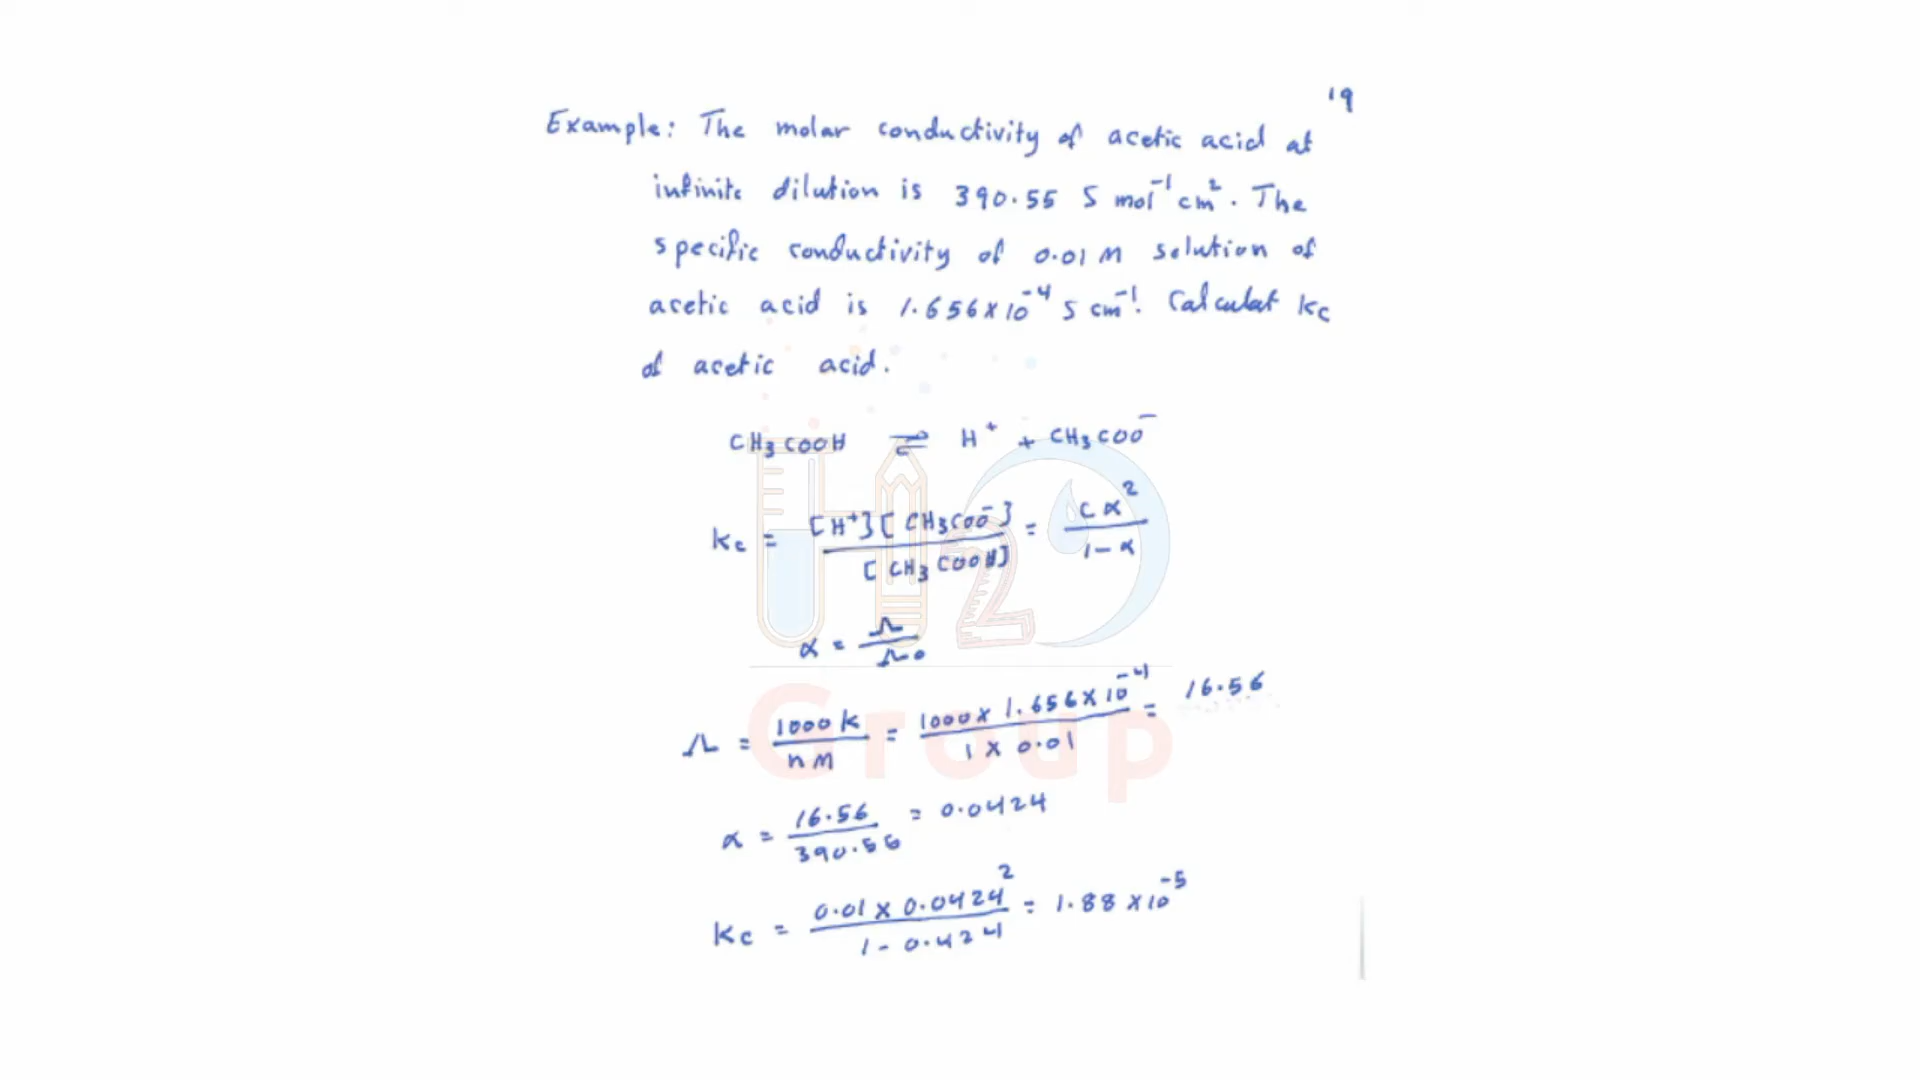 19
Example: The molar conductivity of acetic acid at
infinite dilution is 390.55 S mol⁻¹ cm². The
specific conductivity of 0.01 M solution of
acetic acid is 1.656 x 10⁻⁴ S cm⁻¹. Calculat Kc
of acetic acid.
CH₃COOH ⇌ H⁺ + CH₃COO⁻
Kc = [H⁺][CH₃COO⁻] / [CH₃COOH] = C α² / 1 - α
α = Λ / Λ₀
Λ = 1000 K / n M = 1000 x 1.656 x 10⁻⁴ / 1 x 0.01 = 16.56
α = 16.56 / 390.56 = 0.0424
Kc = 0.01 x 0.0424² / 1 - 0.424 = 1.88 x 10⁻⁵
H2O
Group